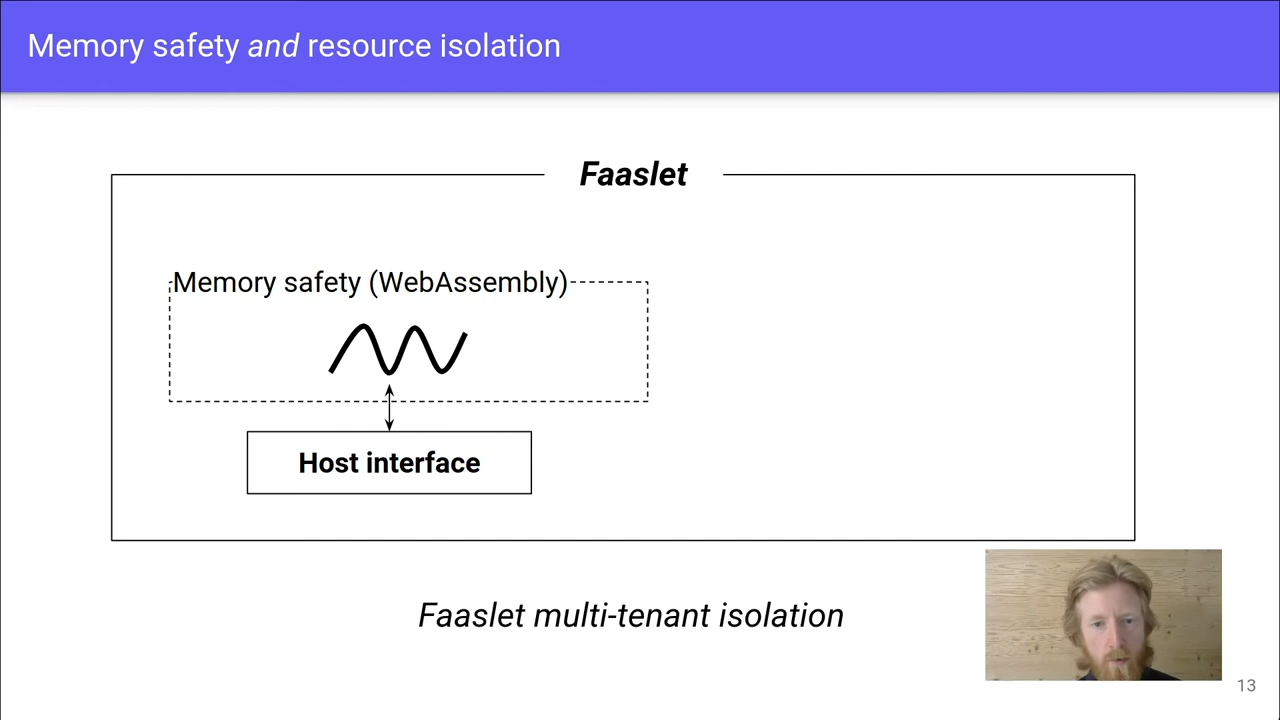 Memory safety and resource isolation
Faaslet
Memory safety (WebAssembly)
Host interface
Faaslet multi-tenant isolation
13